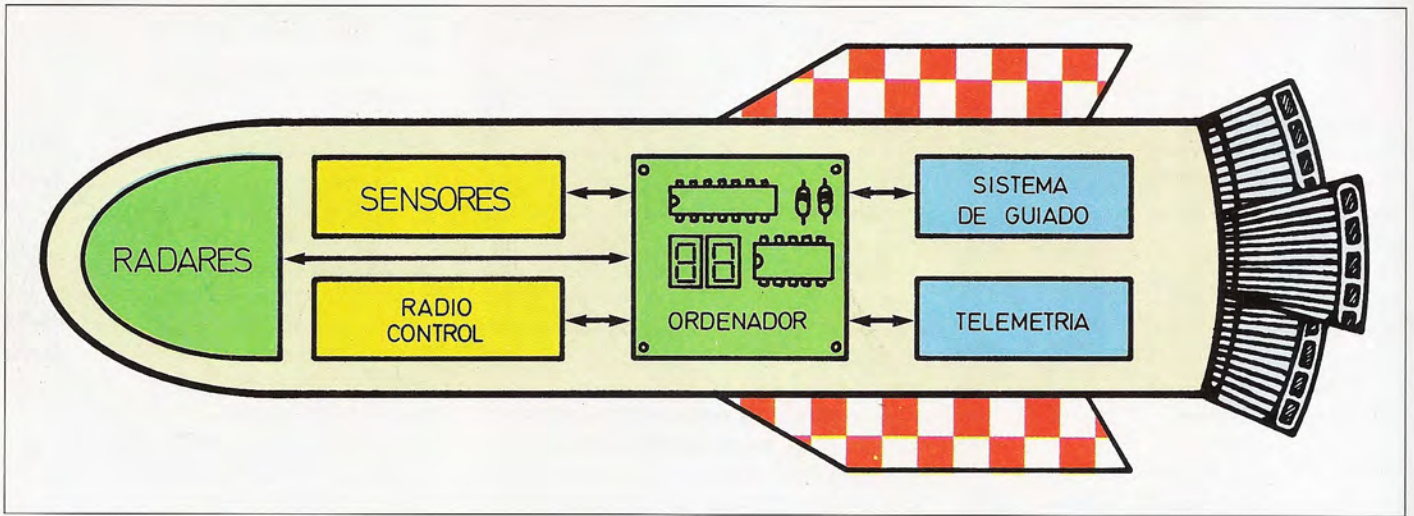 RADARES
SENSORES
RADIO
CONTROL
ORDENADOR
SISTEMA
DE GUIADO
TELEMETRIA